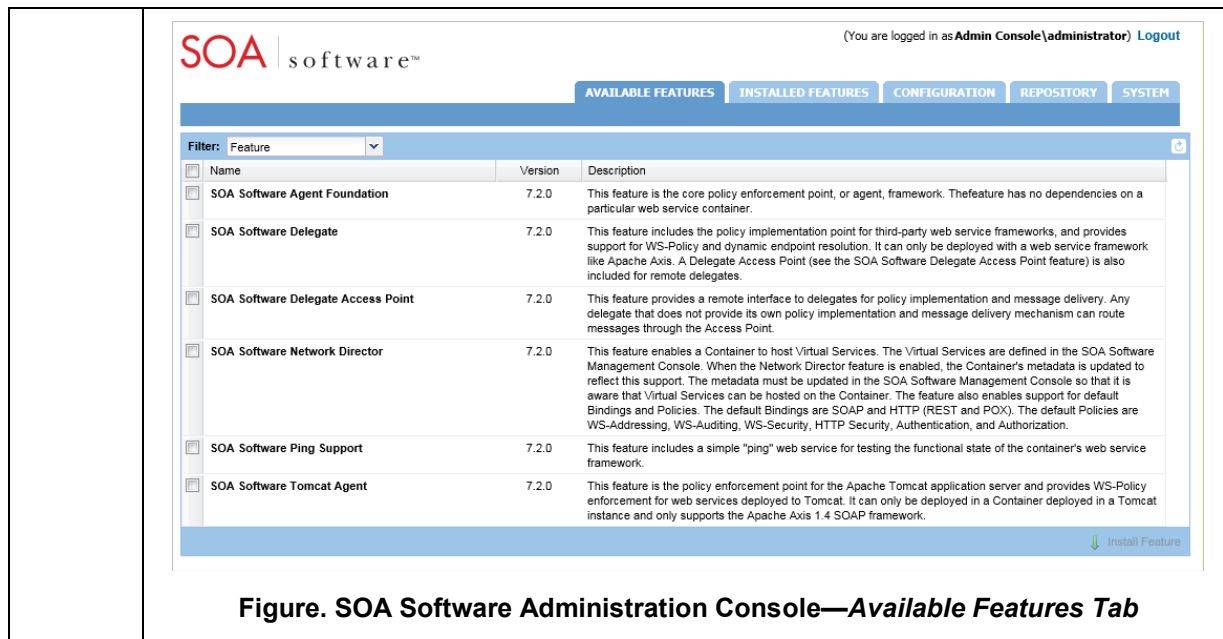 (You are logged in as Admin Console\administrator) Logout
SOA software™
AVAILABLE FEATURES INSTALLED FEATURES CONFIGURATION REPOSITORY SYSTEM
Filter: Feature
Name Version Description
SOA Software Agent Foundation 7.2.0 This feature is the core policy enforcement point, or agent, framework. Thefeature has no dependencies on a
particular web service container.
SOA Software Delegate 7.2.0 This feature includes the policy implementation point for third-party web service frameworks, and provides
support for WS-Policy and dynamic endpoint resolution. It can only be deployed with a web service framework
like Apache Axis. A Delegate Access Point (see the SOA Software Delegate Access Point feature) is also
included for remote delegates.
SOA Software Delegate Access Point 7.2.0 This feature provides a remote interface to delegates for policy implementation and message delivery. Any
delegate that does not provide its own policy implementation and message delivery mechanism can route
messages through the Access Point.
SOA Software Network Director 7.2.0 This feature enables a Container to host Virtual Services. The Virtual Services are defined in the SOA Software
Management Console. When the Network Director feature is enabled, the Container's metadata is updated to
reflect this support. The metadata must be updated in the SOA Software Management Console so that it is
aware that Virtual Services can be hosted on the Container. The feature also enables support for default
Bindings and Policies. The default Bindings are SOAP and HTTP (REST and POX). The default Policies are
WS-Addressing, WS-Auditing, WS-Security, HTTP Security, Authentication, and Authorization.
SOA Software Ping Support 7.2.0 This feature includes a simple "ping" web service for testing the functional state of the container's web service
framework.
SOA Software Tomcat Agent 7.2.0 This feature is the policy enforcement point for the Apache Tomcat application server and provides WS-Policy
enforcement for web services deployed to Tomcat. It can only be deployed in a Container deployed in a Tomcat
instance and only supports the Apache Axis 1.4 SOAP framework.
Install Feature
Figure. SOA Software Administration Console—Available Features Tab